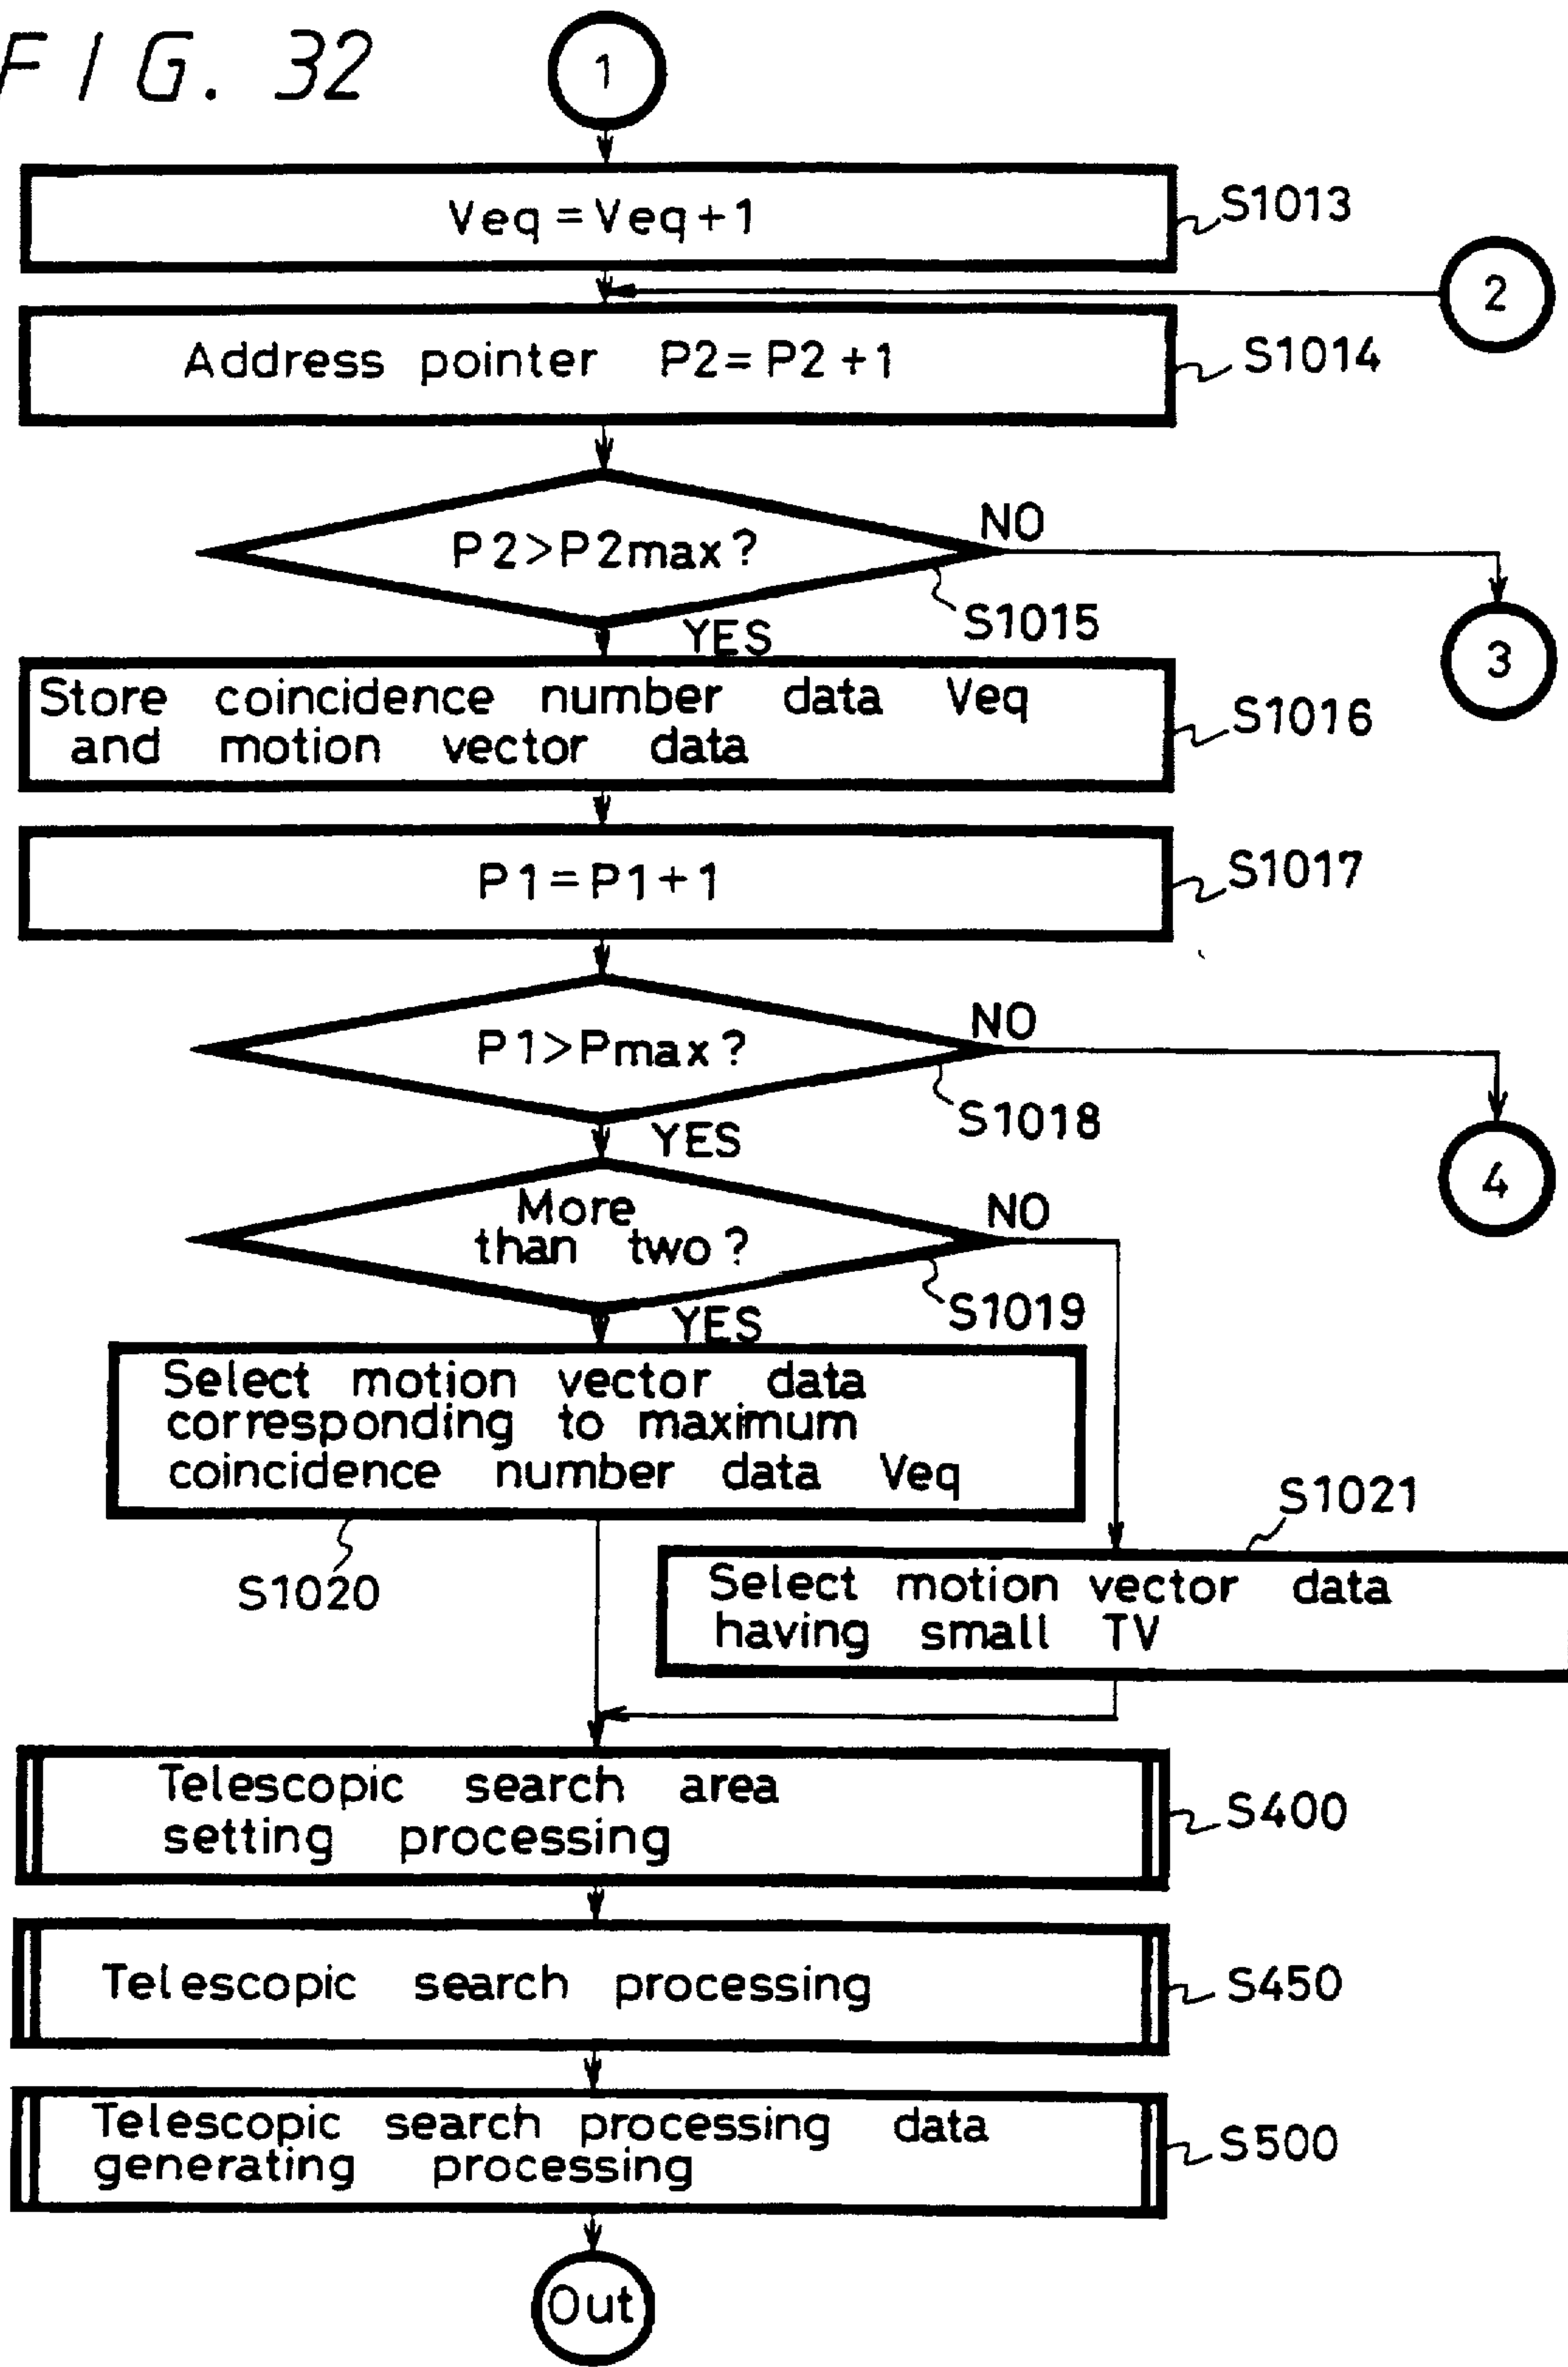 FIG. 32
1
Veq = Veq + 1
S1013
2
Address pointer P2 = P2 + 1
S1014
P2 > P2max?
NO
S1015
YES
3
Store coincidence number data Veq
and motion vector data
S1016
P1 = P1 + 1
S1017
P1 > Pmax?
NO
S1018
YES
4
More
than two?
NO
S1019
YES
Select motion vector data
corresponding to maximum
coincidence number data Veq
S1020
S1021
Select motion vector data
having small TV
Telescopic search area
setting processing
S400
Telescopic search processing
S450
Telescopic search processing data
generating processing
S500
Out